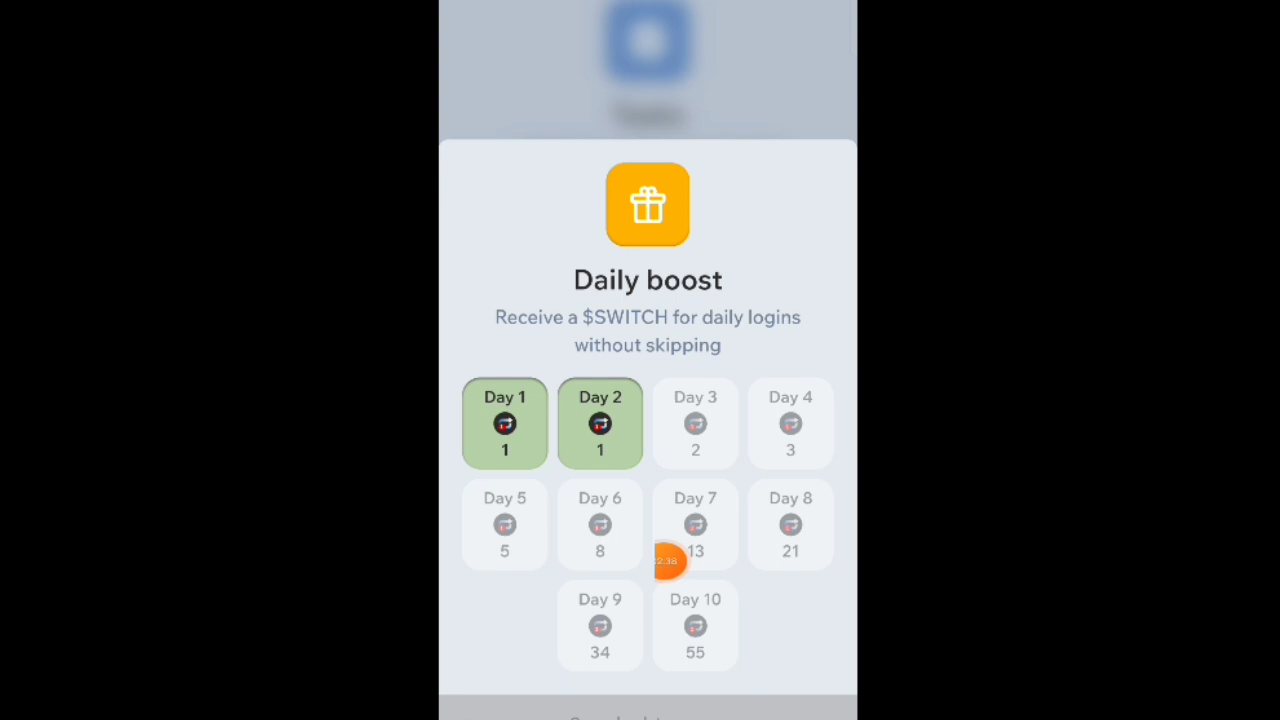 Daily boost
Receive a $SWITCH for daily logins
without skipping
Day 1
1
Day 2
1
Day 3
2
Day 4
3
Day 5
5
Day 6
8
Day 7
13
Day 8
21
Day 9
34
Day 10
55